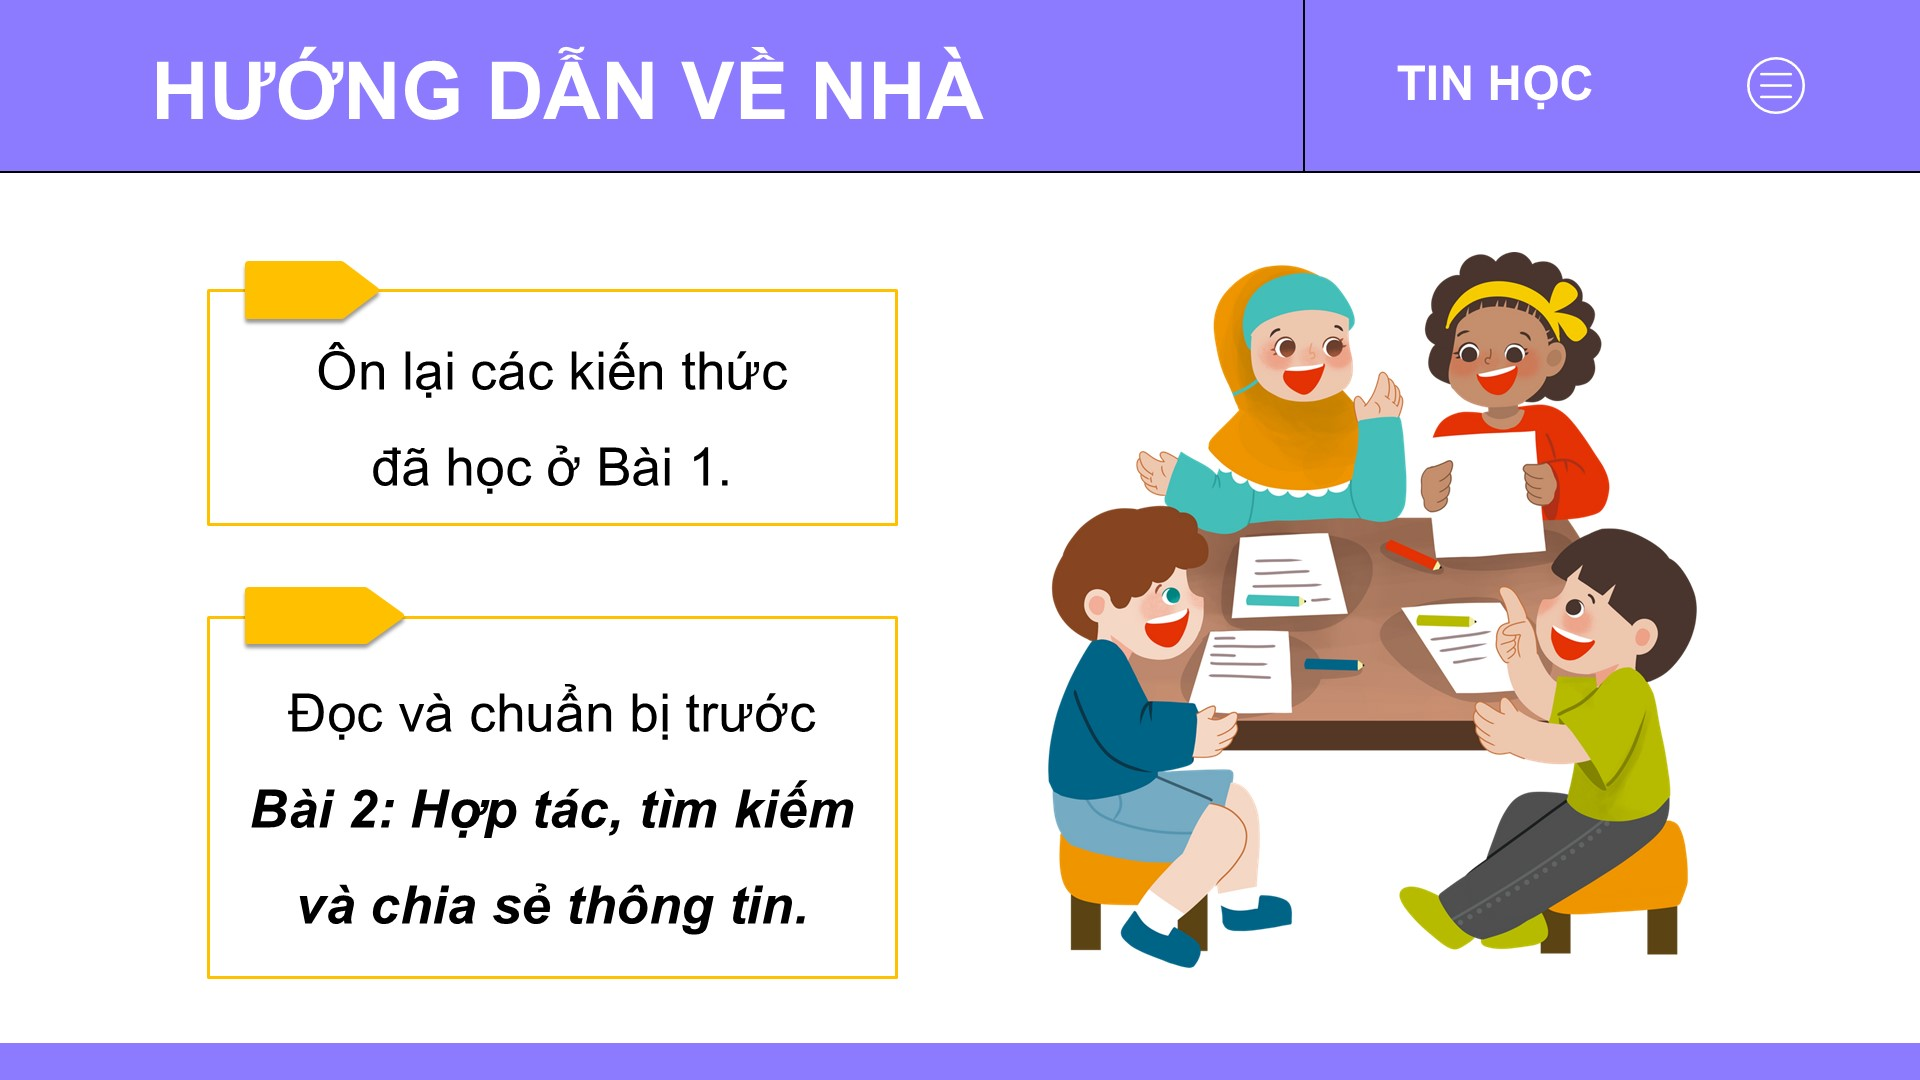 HƯỚNG DẪN VỀ NHÀ
TIN HỌC
Ôn lại các kiến thức
đã học ở Bài 1.
Đọc và chuẩn bị trước
Bài 2: Hợp tác, tìm kiếm
và chia sẻ thông tin.